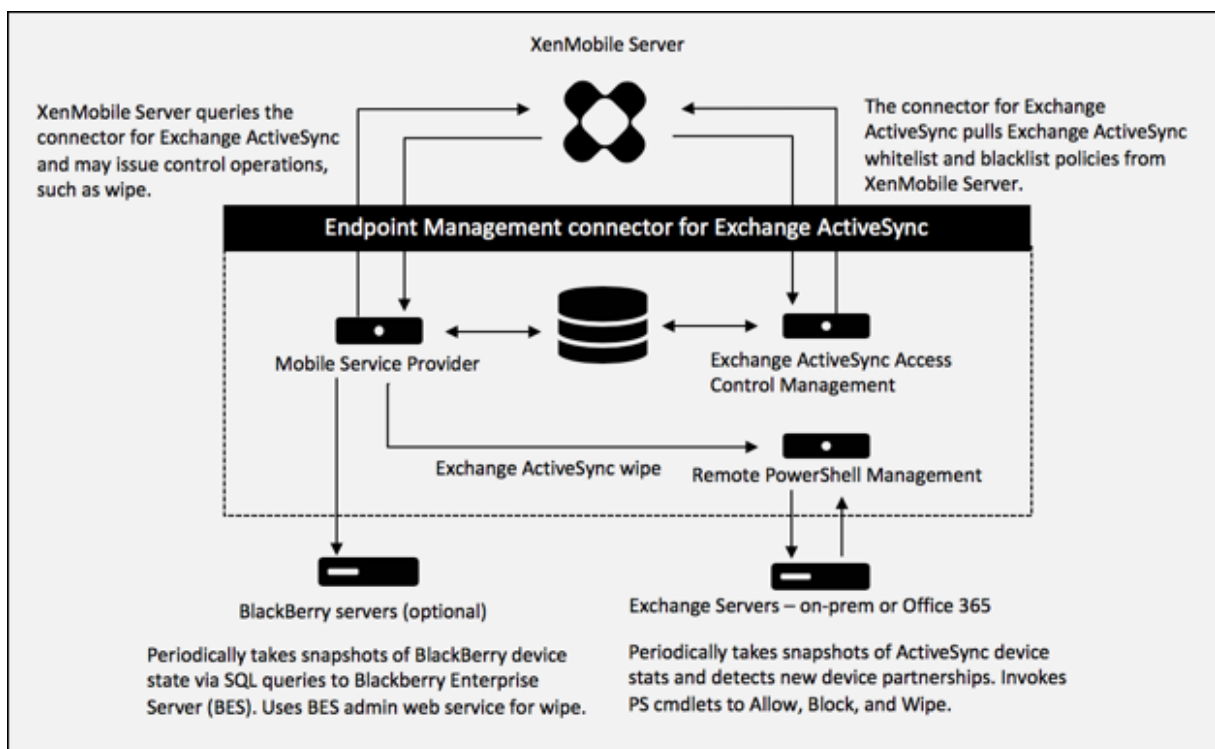 XenMobile Server
XenMobile Server queries the
connector for Exchange ActiveSync
and may issue control operations,
such as wipe.
The connector for Exchange
ActiveSync pulls Exchange ActiveSync
whitelist and blacklist policies from
XenMobile Server.
Endpoint Management connector for Exchange ActiveSync
Mobile Service Provider
Exchange ActiveSync Access
Control Management
Exchange ActiveSync wipe
Remote PowerShell Management
BlackBerry servers (optional)
Periodically takes snapshots of BlackBerry device
state via SQL queries to Blackberry Enterprise
Server (BES). Uses BES admin web service for wipe.
Exchange Servers – on-prem or Office 365
Periodically takes snapshots of ActiveSync device
stats and detects new device partnerships. Invokes
PS cmdlets to Allow, Block, and Wipe.